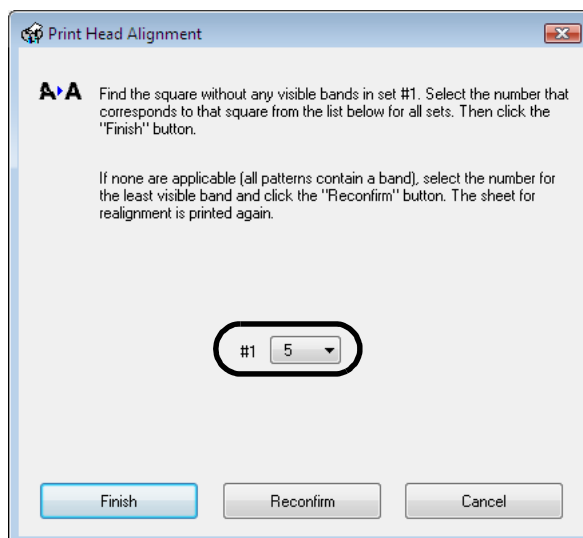 Print Head Alignment
A A Find the square without any visible bands in set #1. Select the number that
corresponds to that square from the list below for all sets. Then click the
"Finish" button.
If none are applicable (all patterns contain a band), select the number for
the least visible band and click the "Reconfirm" button. The sheet for
realignment is printed again.
#1 5
Finish Reconfirm Cancel